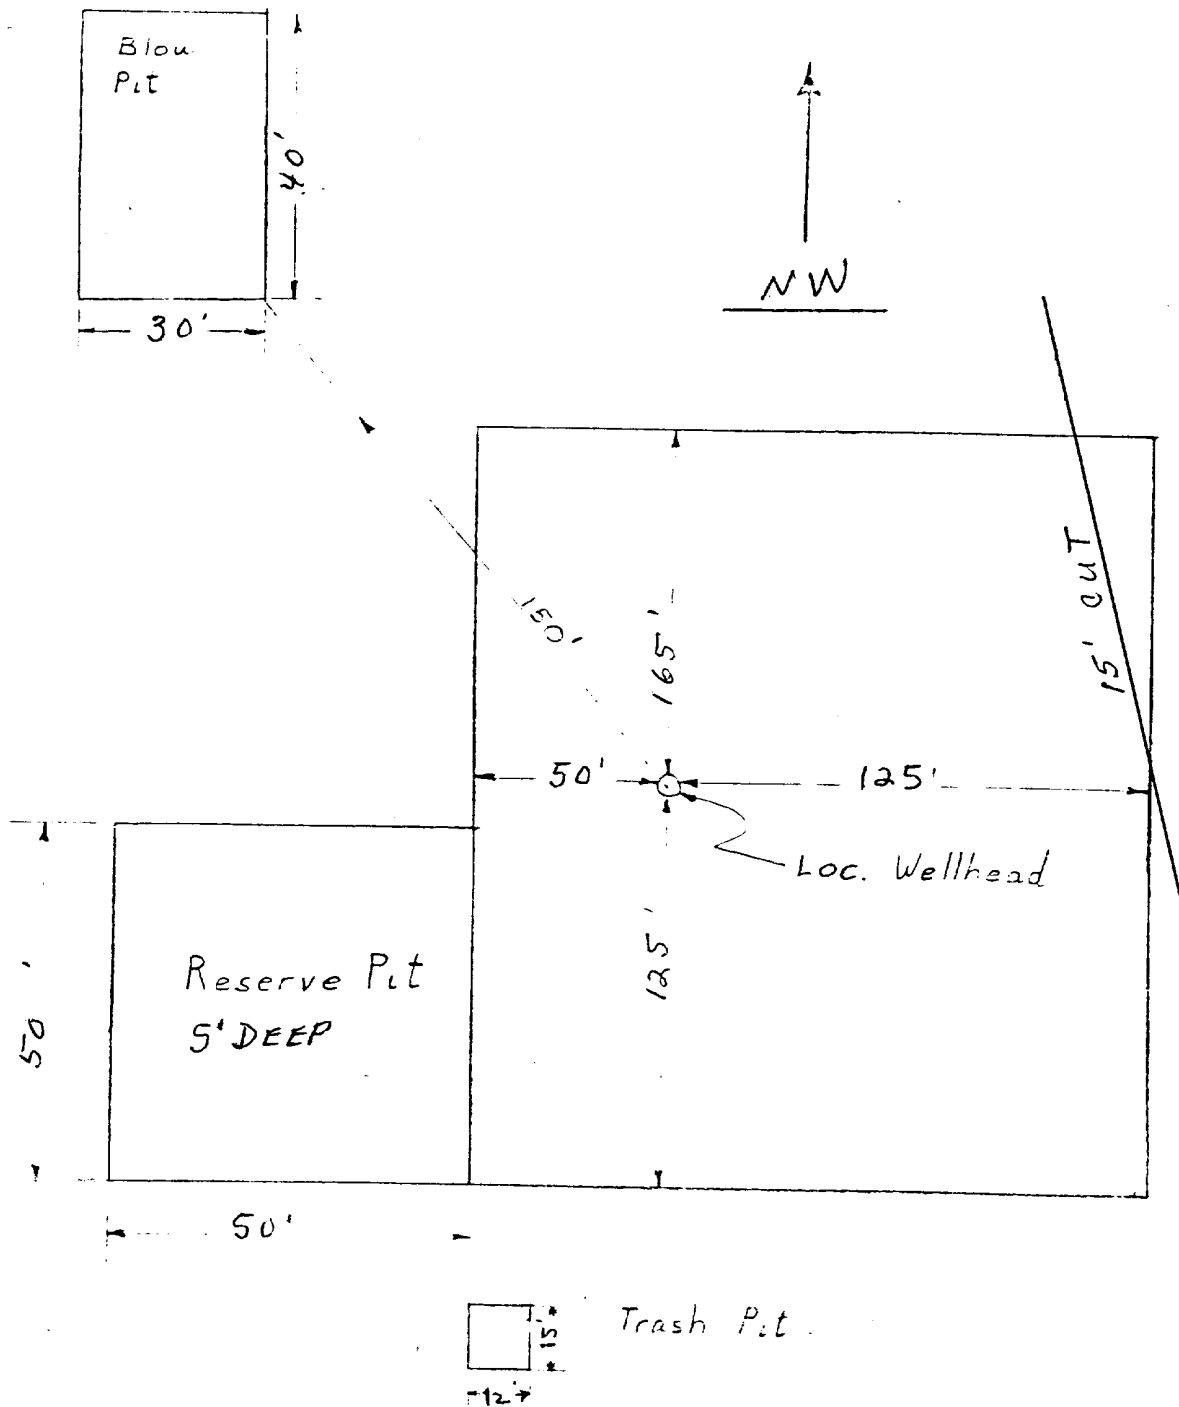 Blow
Pit
40'
30'
NW
15' CUT
150'
165'
50'
125'
Loc. Wellhead
125'
Reserve Pit
5' DEEP
50'
50'
Trash Pit
15'
12'